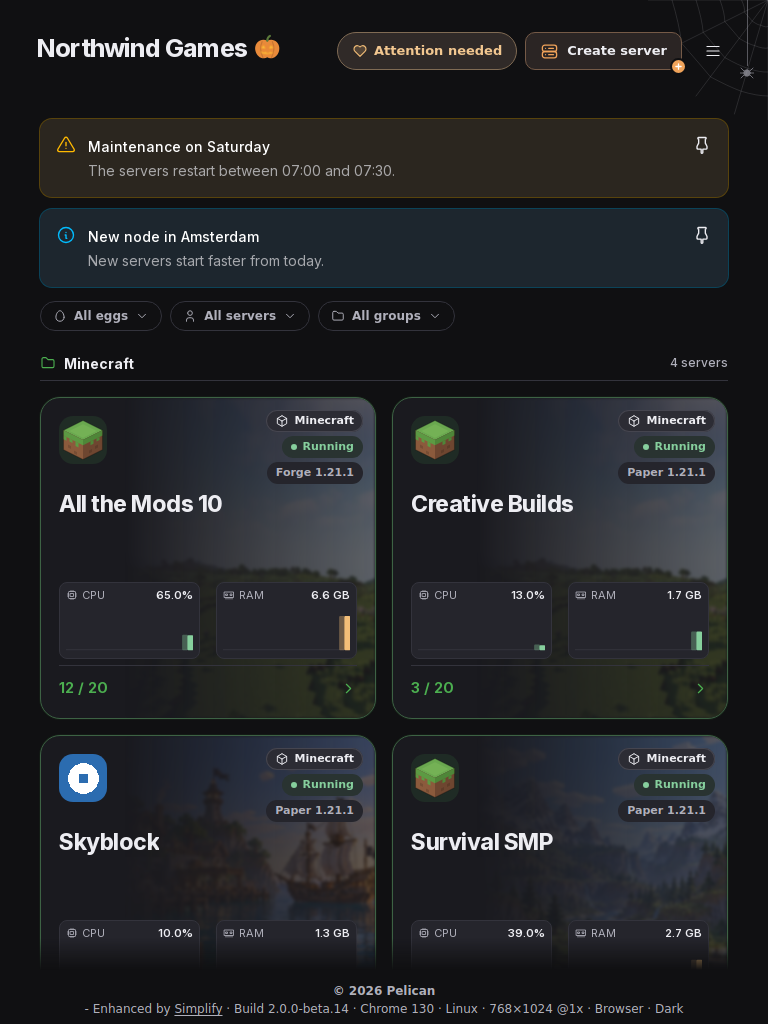 Northwind Games
Attention needed
Create server
Maintenance on Saturday
The servers restart between 07:00 and 07:30.
New node in Amsterdam
New servers start faster from today.
All eggs
All servers
All groups
Minecraft
4 servers
Minecraft
Running
Forge 1.21.1
All the Mods 10
CPU 65.0%
RAM 6.6 GB
12 / 20
Minecraft
Running
Paper 1.21.1
Creative Builds
CPU 13.0%
RAM 1.7 GB
3 / 20
Minecraft
Running
Paper 1.21.1
Skyblock
CPU 10.0%
RAM 1.3 GB
Minecraft
Running
Paper 1.21.1
Survival SMP
CPU 39.0%
RAM 2.7 GB
© 2026 Pelican
- Enhanced by Simplify · Build 2.0.0-beta.14 · Chrome 130 · Linux · 768×1024 @1x · Browser · Dark